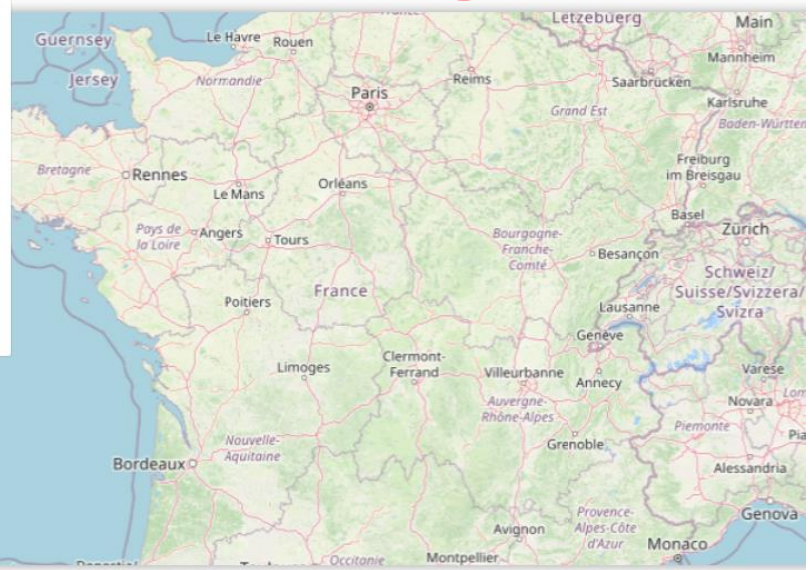 Letzebuerg
Main
Guernsey
Le Havre
Rouen
Mannheim
Jersey
Normandie
Reims
Saarbrücken
Paris
Karlsruhe
Grand Est
Baden-Württem
Bretagne
Rennes
Freiburg
im Breisgau
Le Mans
Orléans
Basel
Pays de
la Loire
Angers
Tours
Bourgogne-
Franche-
Comté
Zürich
Besançon
Schweiz/
Suisse/Svizzera/
Svizra
France
Poitiers
Lausanne
Genève
Limoges
Clermont-
Ferrand
Villeurbanne
Annecy
Varese
Auvergne-
Rhône-Alpes
Novara
Lom
Piemonte
Pia
Nouvelle-
Aquitaine
Grenoble
Bordeaux
Alessandria
Provence-
Alpes-Côte
d'Azur
Genova
Avignon
Monaco
Occitanie
Montpellier